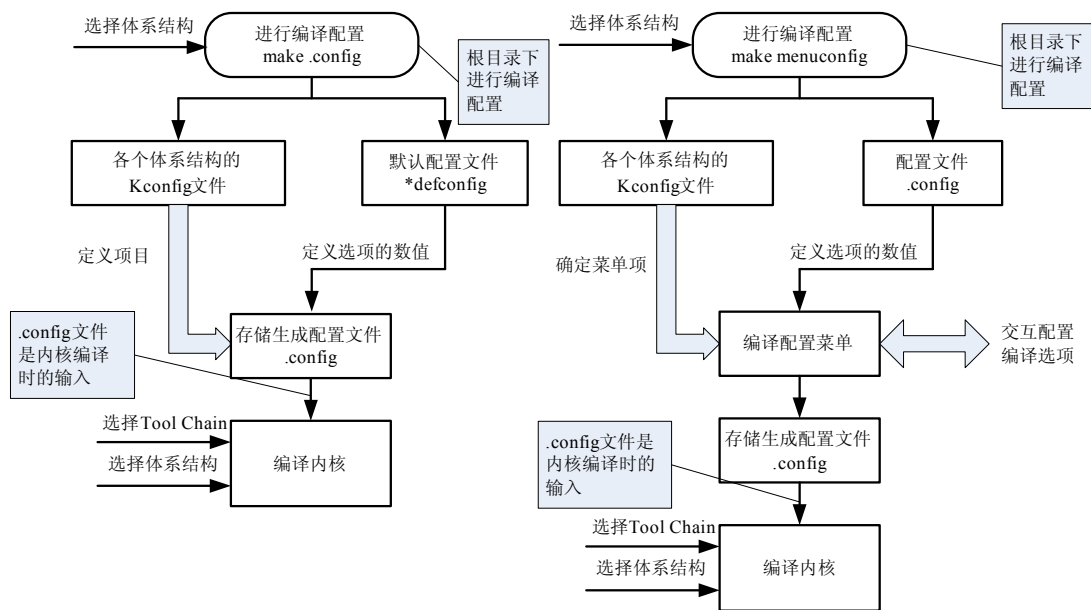 选择体系结构
进行编译配置
make .config
根目录下
进行编译
配置
各个体系结构的
Kconfig文件
默认配置文件
*defconfig
定义项目
定义选项的数值
.config文件
是内核编译
时的输入
存储生成配置文件
.config
选择Tool Chain
选择体系结构
编译内核
选择体系结构
进行编译配置
make menuconfig
根目录下
进行编译
配置
各个体系结构的
Kconfig文件
配置文件
.config
确定菜单项
定义选项的数值
编译配置菜单
交互配置
编译选项
.config文件是
内核编译时的
输入
存储生成配置文件
.config
选择Tool Chain
选择体系结构
编译内核